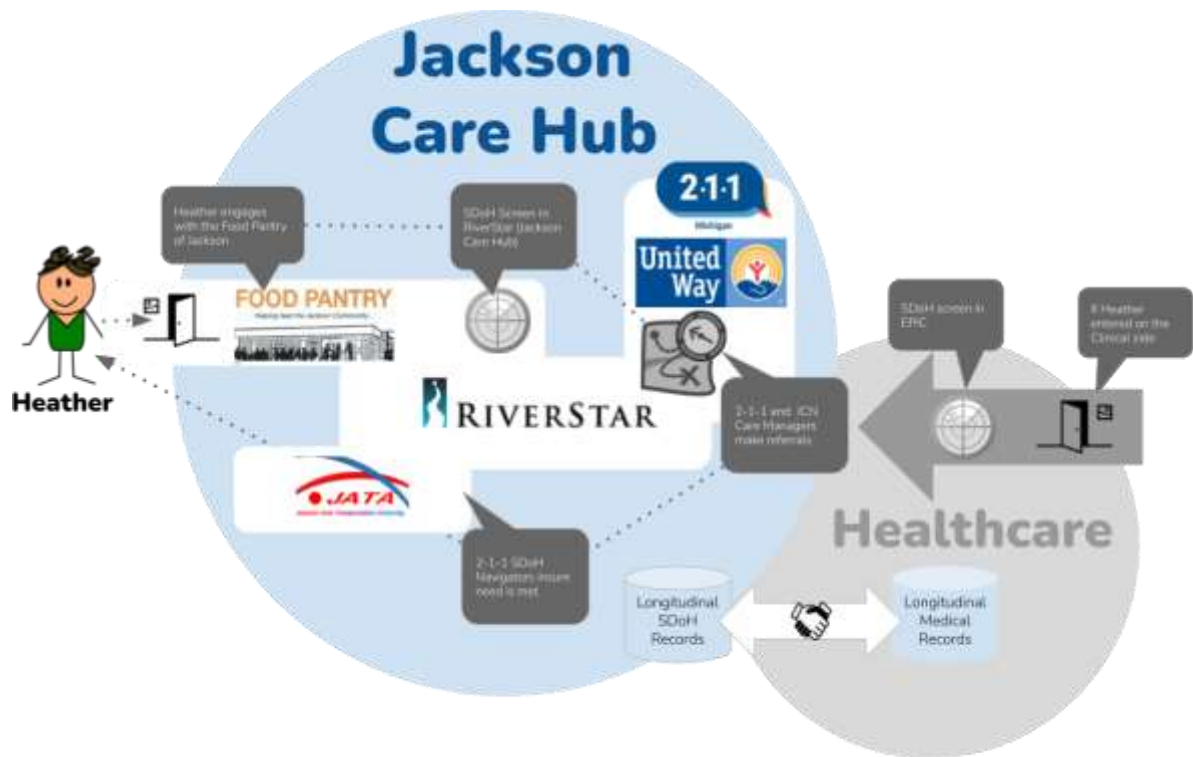 Jackson
Care Hub
2·1·1
Michigan
Heather engages
with the Food Pantry
of Jackson
SDoH Screen in
RiverStar (Jackson
Care Hub)
United
Way
FOOD PANTRY
SDoH screen in
EPIC
If Heather
entered on the
Clinical side
Heather
RIVERSTAR
2-1-1 and JCN
Care Managers
make referrals
JATA
Healthcare
2-1-1 SDoH
Navigators insure
need is met
Longitudinal
SDoH
Records
Longitudinal
Medical
Records